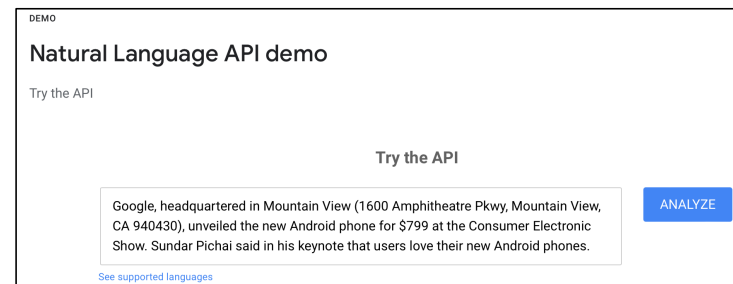 DEMO
Natural Language API demo
Try the API
Try the API
Google, headquartered in Mountain View (1600 Amphitheatre Pkwy, Mountain View,
CA 940430), unveiled the new Android phone for $799 at the Consumer Electronic
Show. Sundar Pichai said in his keynote that users love their new Android phones.
ANALYZE
See supported languages